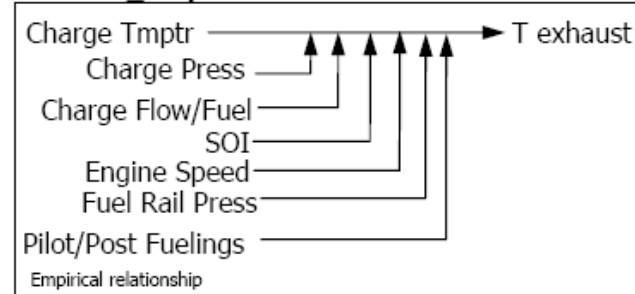 Charge Tmptr T exhaust
Charge Press
Charge Flow/Fuel
SOI
Engine Speed
Fuel Rail Press
Pilot/Post Fuelings
Empirical relationship